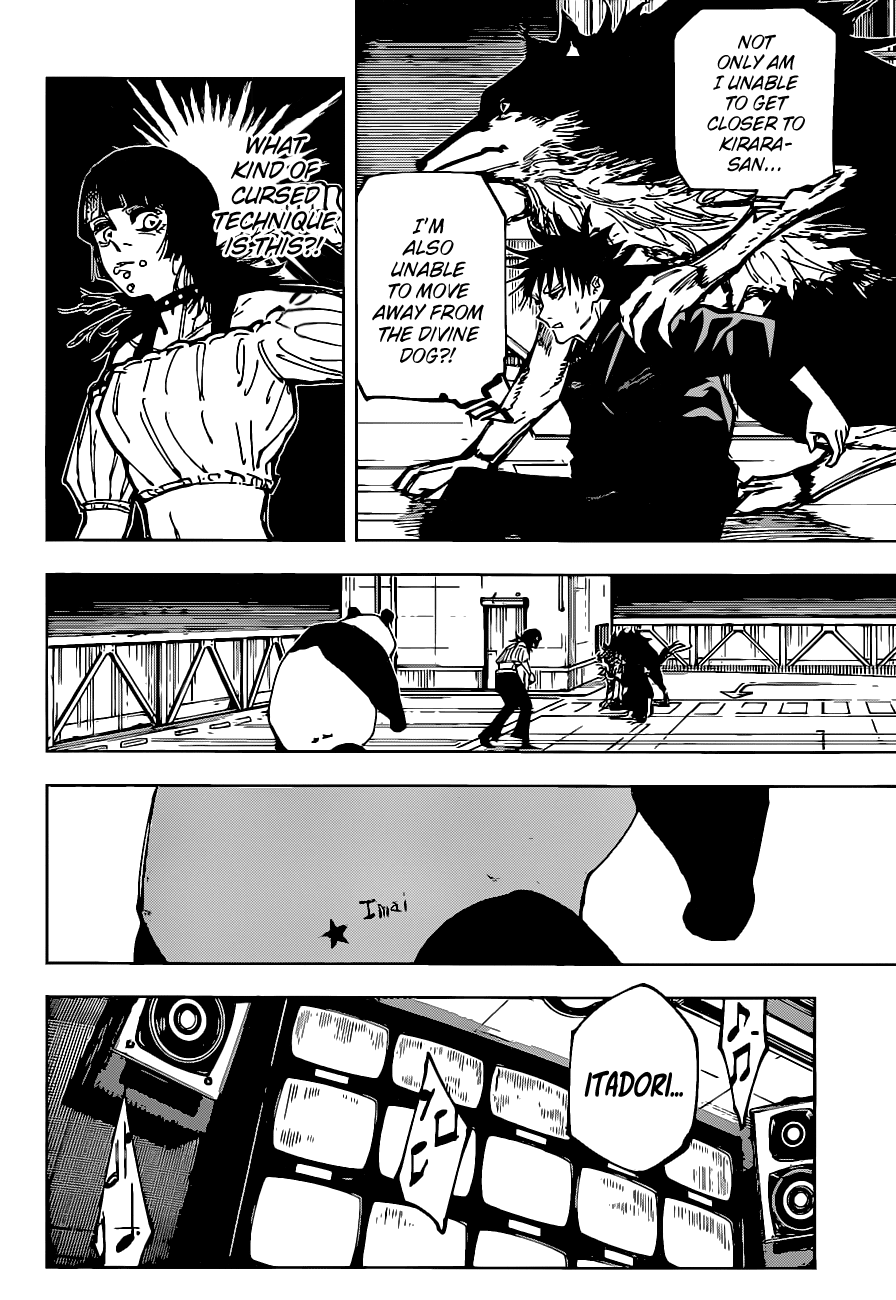 NOT
ONLY AM
I UNABLE
TO GET
CLOSER TO
KIRARA-
SAN...
I'M
ALSO
UNABLE
TO MOVE
AWAY FROM
THE DIVINE
DOG?!
WHAT
KIND OF
CURSED
TECHNIQUE
IS THIS?!
Imai
ITADORI...